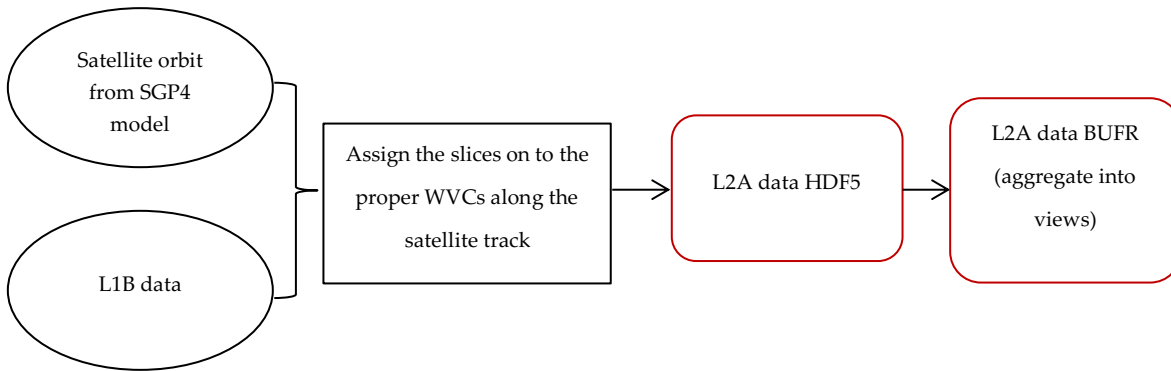 Satellite orbit
from SGP4
model
L1B data
Assign the slices on to the
proper WVCs along the
satellite track
L2A data HDF5
L2A data BUFR
(aggregate into
views)